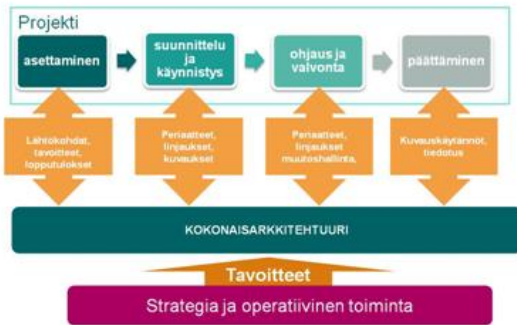 Projekti
asettaminen
suunnittelu
ja
käynnistys
ohjaus ja
valvonta
päättäminen
Lähtökohdat,
tavoitteet,
lopputulokset
Periaatteet,
linjaukset,
kuvaukset
Periaatteet,
linjaukset
muutoshallinta,
Kuvauskäytännöt,
tiedotus
KOKONAISARKKITEHTUURI
Tavoitteet
Strategia ja operatiivinen toiminta